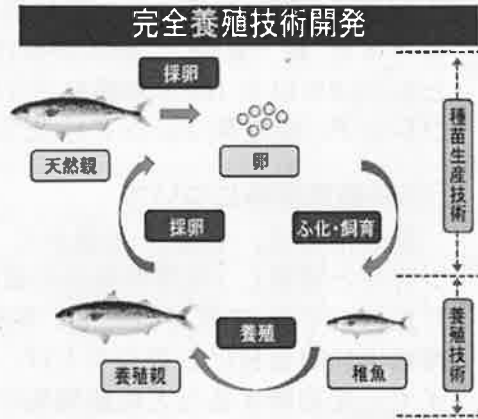 完全養殖技術開発
採卵
天然親
卵
種苗生産技術
採卵
ふ化・飼育
養殖
養殖親
稚魚
養殖技術